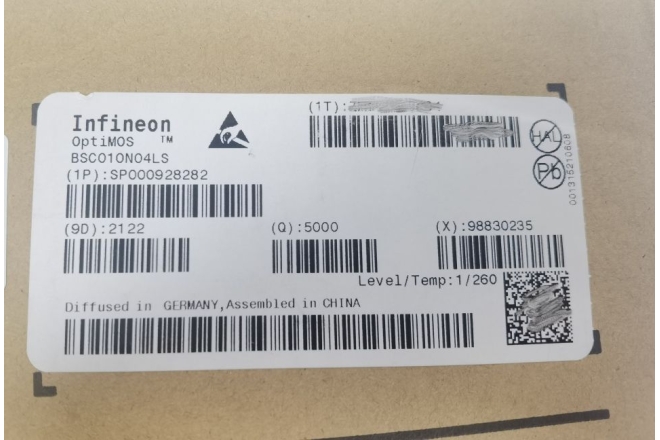 Infineon
OptiMOS TM
BSC010N04LS
(1P):SP000928282
(1T):
HAL
Pb
001315210608
(9D):2122
(Q):5000
(X):98830235
Level/Temp:1/260
Diffused in GERMANY,Assembled in CHINA